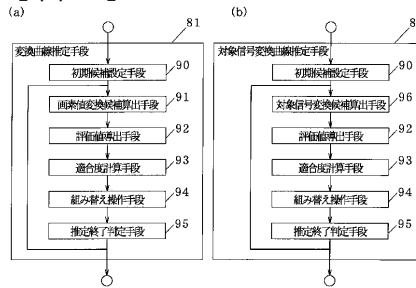 (a)
81
変換曲線推定手段
初期候補設定手段
90
画素値変換候補算出手段
91
評価値導出手段
92
適合度計算手段
93
組み替え操作手段
94
推定終了判定手段
95
(b)
8
対象信号変換曲線推定手段
初期候補設定手段
90
対象信号変換候補算出手段
96
評価値導出手段
92
適合度計算手段
93
組み替え操作手段
94
推定終了判定手段
95